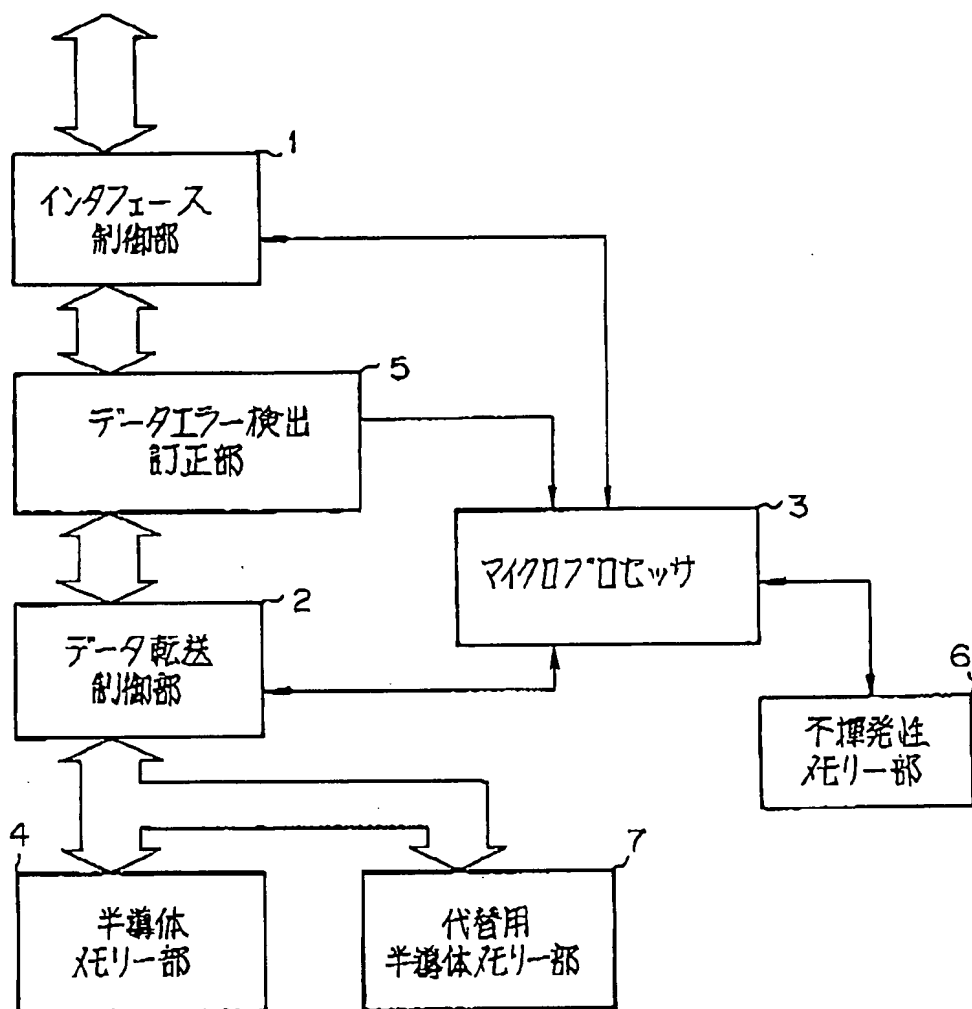 1
インタフェース
制御部
5
データエラー検出
訂正部
3
マイクロプロセッサ
2
データ転送
制御部
6
不揮発性
メモリー部
4
半導体
メモリー部
7
代替用
半導体メモリー部